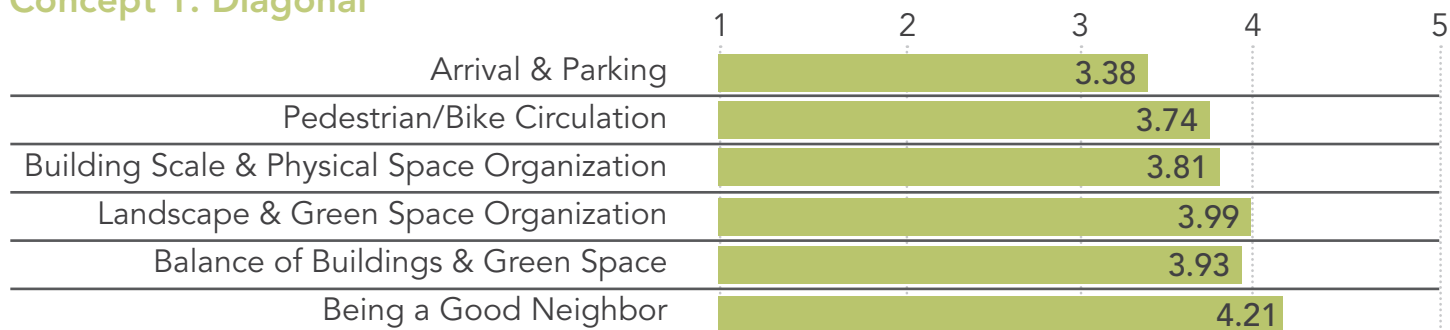 Concept 1: Diagonal
1 2 3 4 5
Arrival & Parking 3.38
Pedestrian/Bike Circulation 3.74
Building Scale & Physical Space Organization 3.81
Landscape & Green Space Organization 3.99
Balance of Buildings & Green Space 3.93
Being a Good Neighbor 4.21